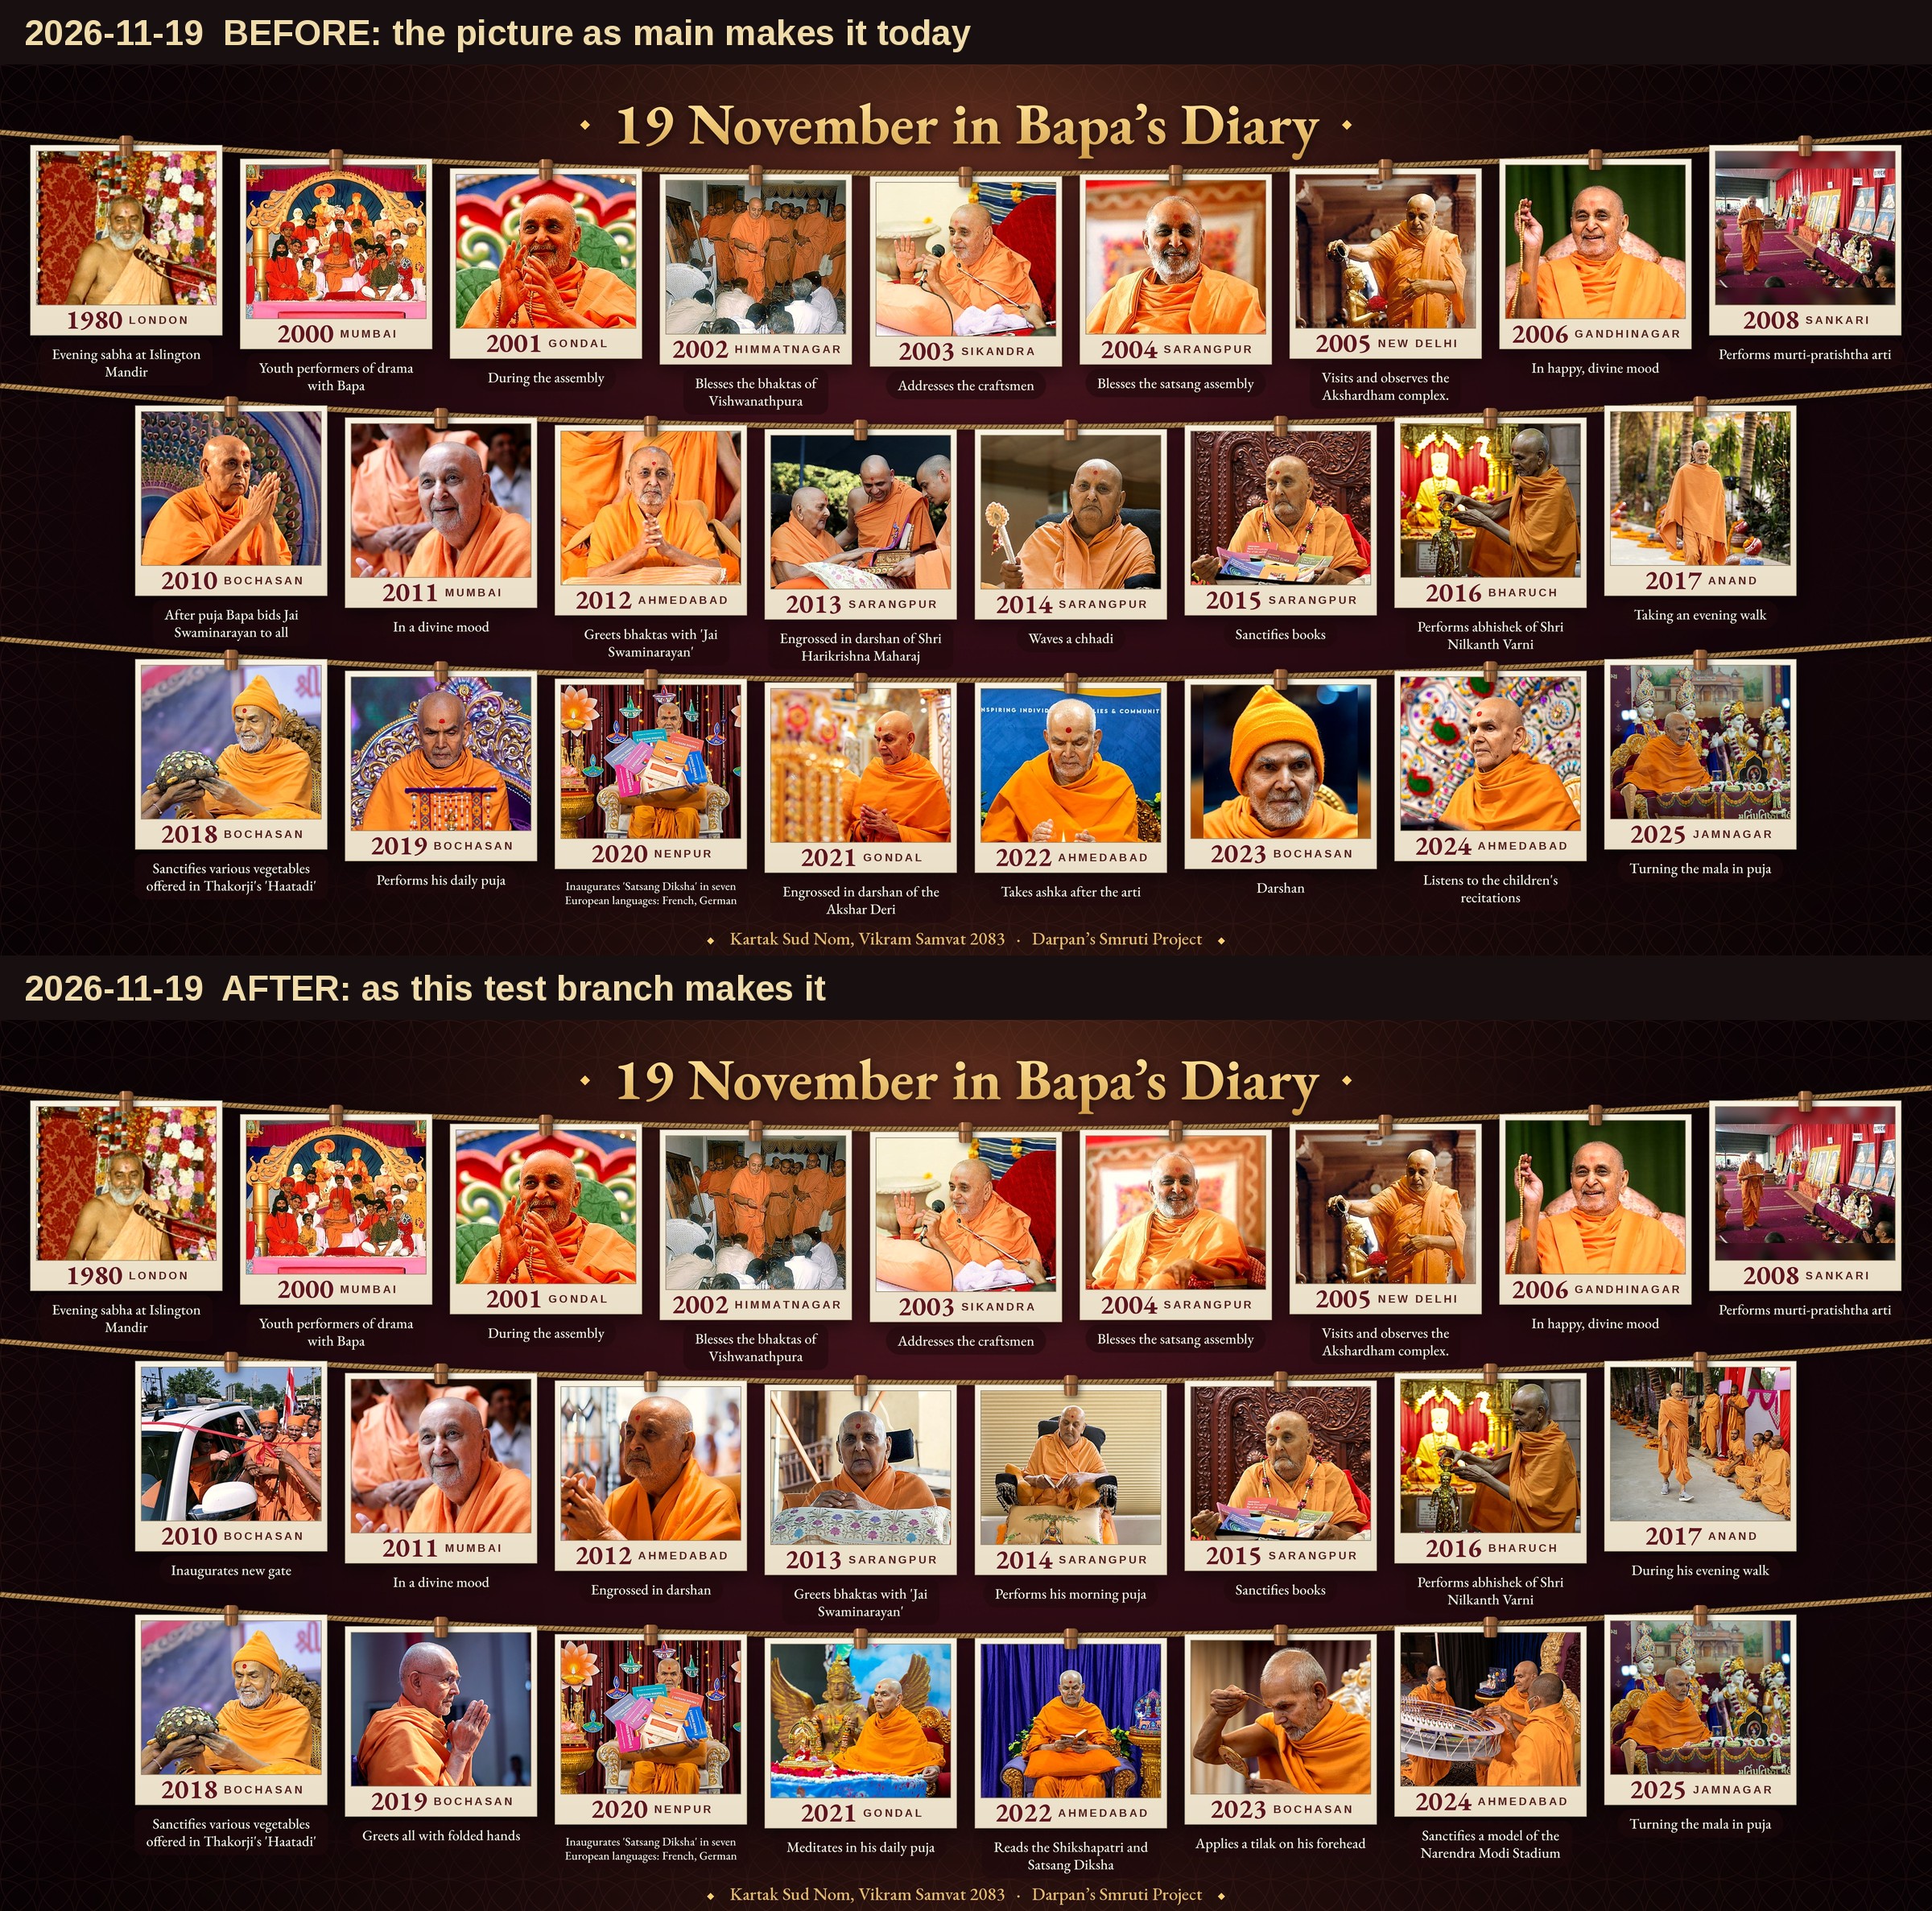 2026-11-19 BEFORE: the picture as main makes it today
19 November in Bapa’s Diary
1980 LONDON
Evening sabha at Islington
Mandir
2000 MUMBAI
Youth performers of drama
with Bapa
2001 GONDAL
During the assembly
2002 HIMMATNAGAR
Blesses the bhaktas of
Vishwanathpura
2003 SIKANDRA
Addresses the craftsmen
2004 SARANGPUR
Blesses the satsang assembly
2005 NEW DELHI
Visits and observes the
Akshardham complex.
2006 GANDHINAGAR
In happy, divine mood
2008 SANKARI
Performs murti-pratishtha arti
2010 BOCHASAN
After puja Bapa bids Jai
Swaminarayan to all
2011 MUMBAI
In a divine mood
2012 AHMEDABAD
Greets bhaktas with 'Jai
Swaminarayan'
2013 SARANGPUR
Engrossed in darshan of Shri
Harikrishna Maharaj
2014 SARANGPUR
Waves a chhadi
2015 SARANGPUR
Sanctifies books
2016 BHARUCH
Performs abhishek of Shri
Nilkanth Varni
2017 ANAND
Taking an evening walk
श्री
2018 BOCHASAN
Sanctifies various vegetables
offered in Thakorji's 'Haatadi'
2019 BOCHASAN
Performs his daily puja
2020 NENPUR
Inaugurates 'Satsang Diksha' in seven
European languages: French, German
2021 GONDAL
Engrossed in darshan of the
Akshar Deri
NSPIRING INDIVID LIES & COMMUNIT
2022 AHMEDABAD
Takes ashka after the arti
2023 BOCHASAN
Darshan
2024 AHMEDABAD
Listens to the children's
recitations
2025 JAMNAGAR
Turning the mala in puja
Kartak Sud Nom, Vikram Samvat 2083 · Darpan’s Smruti Project
2026-11-19 AFTER: as this test branch makes it
19 November in Bapa’s Diary
1980 LONDON
Evening sabha at Islington
Mandir
2000 MUMBAI
Youth performers of drama
with Bapa
2001 GONDAL
During the assembly
2002 HIMMATNAGAR
Blesses the bhaktas of
Vishwanathpura
2003 SIKANDRA
Addresses the craftsmen
2004 SARANGPUR
Blesses the satsang assembly
2005 NEW DELHI
Visits and observes the
Akshardham complex.
2006 GANDHINAGAR
In happy, divine mood
2008 SANKARI
Performs murti-pratishtha arti
2010 BOCHASAN
Inaugurates new gate
2011 MUMBAI
In a divine mood
2012 AHMEDABAD
Engrossed in darshan
2013 SARANGPUR
Greets bhaktas with 'Jai
Swaminarayan'
2014 SARANGPUR
Performs his morning puja
2015 SARANGPUR
Sanctifies books
2016 BHARUCH
Performs abhishek of Shri
Nilkanth Varni
2017 ANAND
During his evening walk
श्री
2018 BOCHASAN
Sanctifies various vegetables
offered in Thakorji's 'Haatadi'
2019 BOCHASAN
Greets all with folded hands
2020 NENPUR
Inaugurates 'Satsang Diksha' in seven
European languages: French, German
2021 GONDAL
Meditates in his daily puja
2022 AHMEDABAD
Reads the Shikshapatri and
Satsang Diksha
2023 BOCHASAN
Applies a tilak on his forehead
2024 AHMEDABAD
Sanctifies a model of the
Narendra Modi Stadium
2025 JAMNAGAR
Turning the mala in puja
Kartak Sud Nom, Vikram Samvat 2083 · Darpan’s Smruti Project